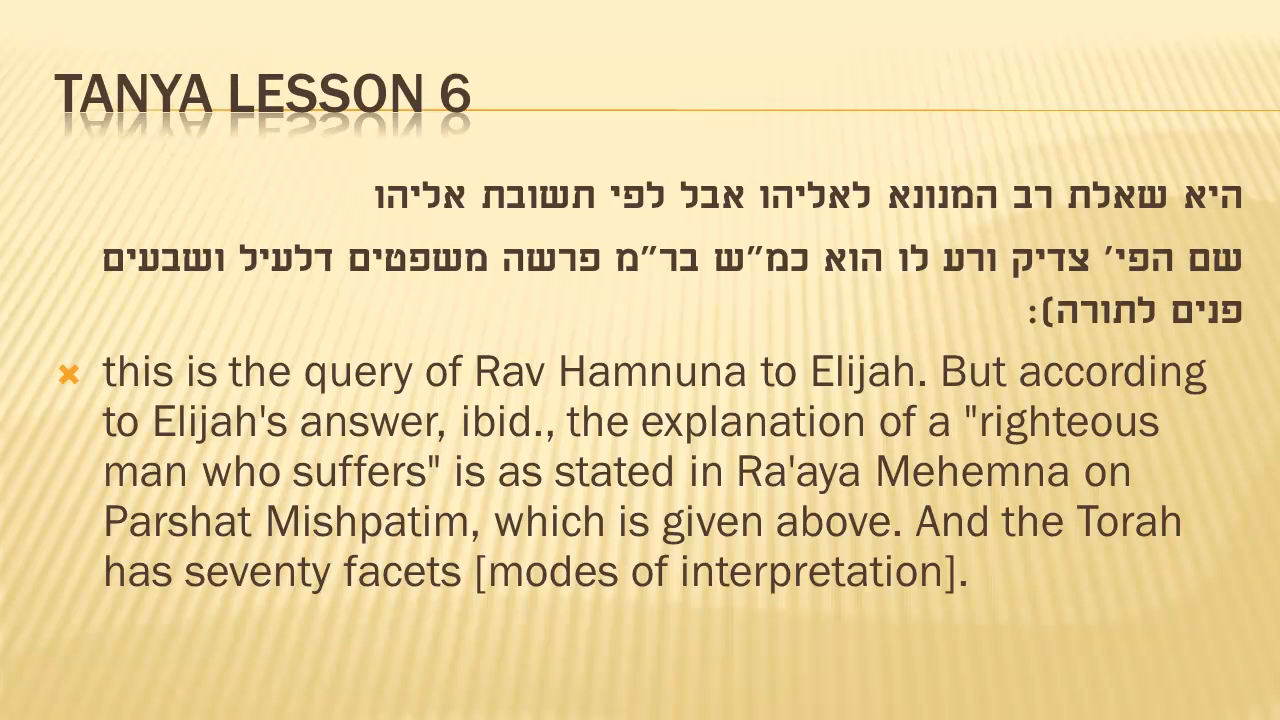 TANYA LESSON 6
היא שאלת רב המנונא לאליהו אבל לפי תשובת אליהו
שם הפי' צדיק ורע לו הוא כמ"ש בר"מ פרשה משפטים דלעיל ושבעים
פנים לתורה):
this is the query of Rav Hamnuna to Elijah. But according
to Elijah's answer, ibid., the explanation of a "righteous
man who suffers" is as stated in Ra'aya Mehemna on
Parshat Mishpatim, which is given above. And the Torah
has seventy facets [modes of interpretation].